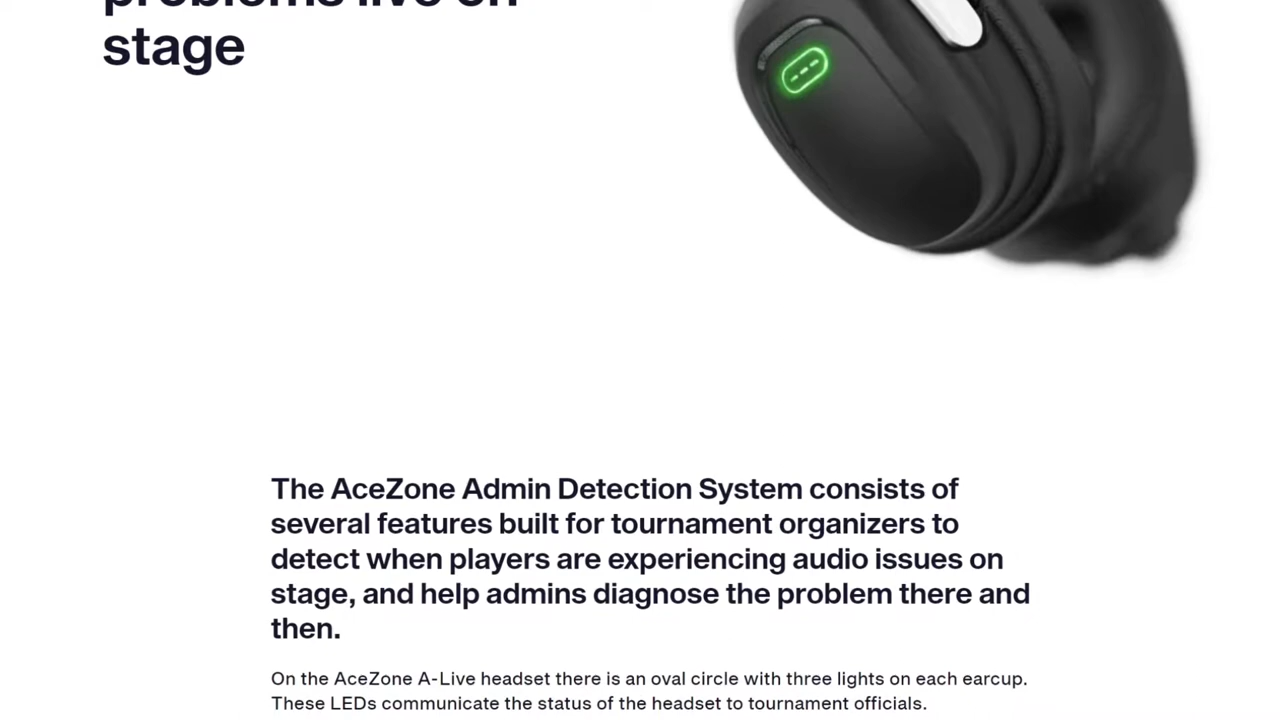 problems live on
stage
The AceZone Admin Detection System consists of
several features built for tournament organizers to
detect when players are experiencing audio issues on
stage, and help admins diagnose the problem there and
then.
On the AceZone A-Live headset there is an oval circle with three lights on each earcup.
These LEDs communicate the status of the headset to tournament officials.